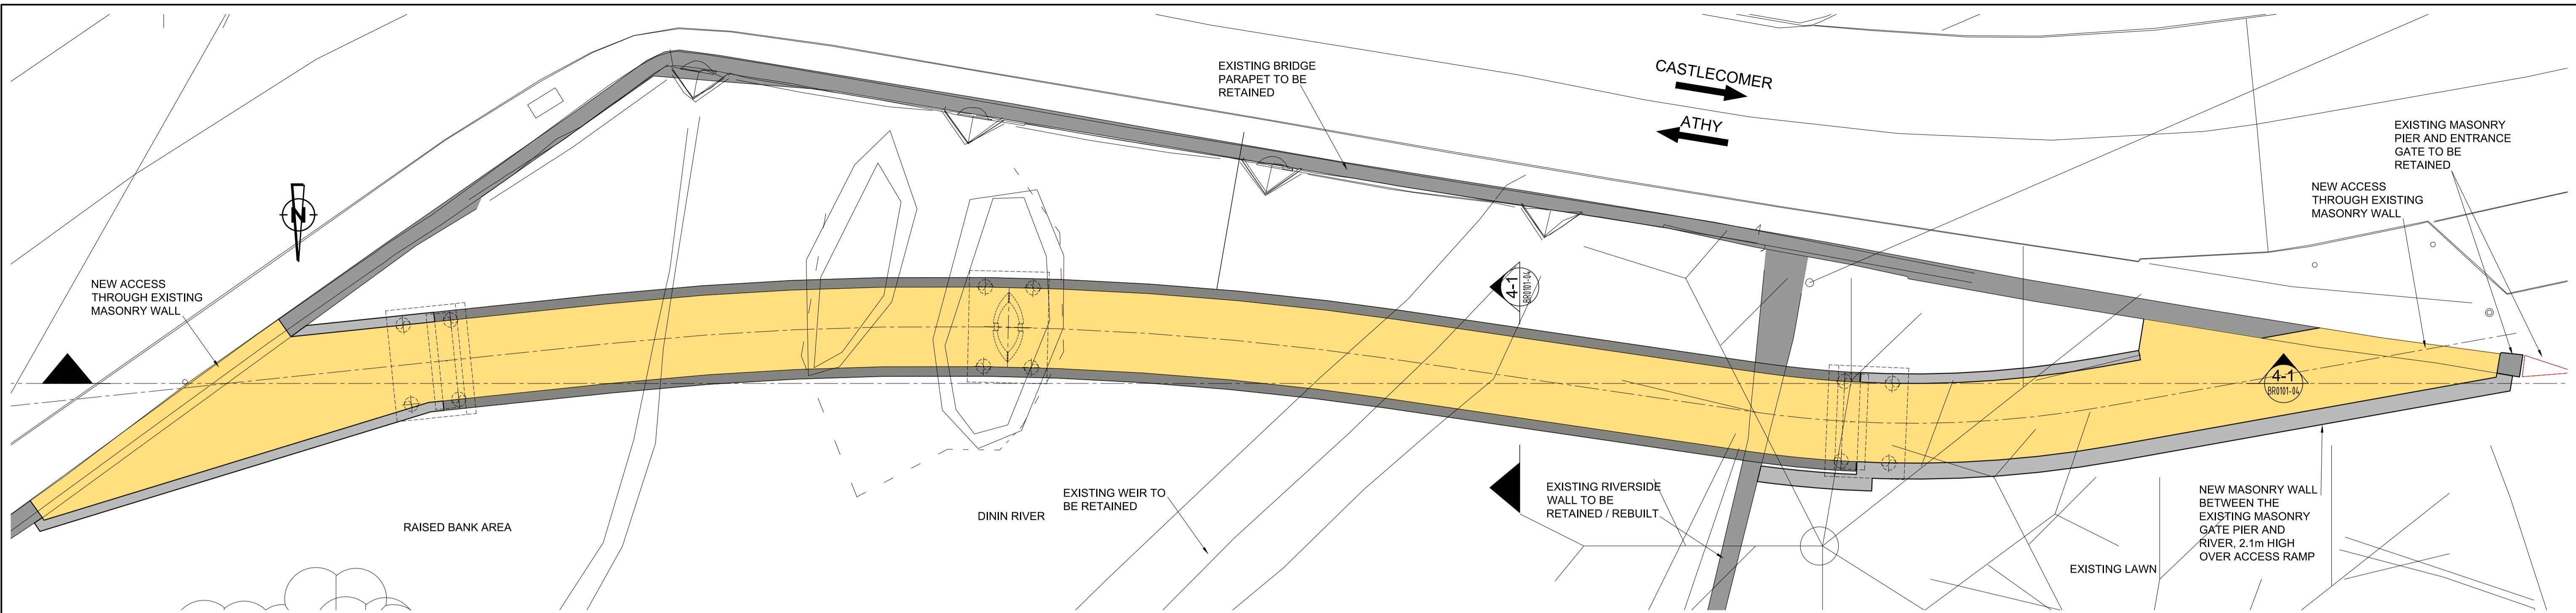 EXISTING BRIDGE
PARAPET TO BE
RETAINED
CASTLECOMER
ATHY
EXISTING MASONRY
PIER AND ENTRANCE
GATE TO BE
RETAINED
NEW ACCESS
THROUGH EXISTING
MASONRY WALL
N
NEW ACCESS
THROUGH EXISTING
MASONRY WALL
4-1
BR0101-04
4-1
BR0101-04
RAISED BANK AREA
DININ RIVER
EXISTING WEIR TO
BE RETAINED
EXISTING RIVERSIDE
WALL TO BE
RETAINED / REBUILT
NEW MASONRY WALL
BETWEEN THE
EXISTING MASONRY
GATE PIER AND
RIVER, 2.1m HIGH
OVER ACCESS RAMP
EXISTING LAWN